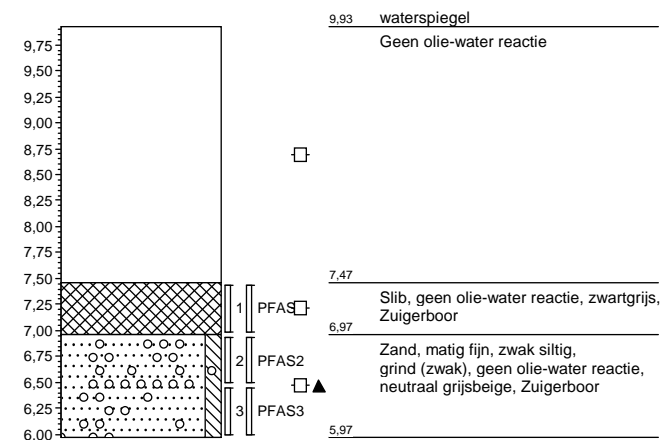 9,93 waterspiegel
Geen olie-water reactie
9,75
9,50
9,25
9,00
8,75
8,50
8,25
8,00
7,75
7,50
7,25
7,00
6,75
6,50
6,25
6,00
7,47
Slib, geen olie-water reactie, zwartgrijs,
Zuigerboor
1 PFAS
6,97
Zand, matig fijn, zwak siltig,
grind (zwak), geen olie-water reactie,
neutraal grijsbeige, Zuigerboor
2 PFAS2
3 PFAS3
5,97